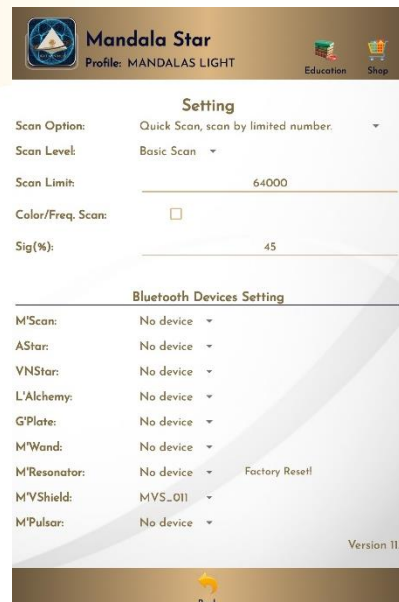 Mandala Star
Profile: MANDALAS LIGHT
Education Shop
Setting
Scan Option: Quick Scan, scan by limited number.
Scan Level: Basic Scan
Scan Limit: 64000
Color/Freq. Scan:
Sig(%): 45
Bluetooth Devices Setting
M'Scan: No device
AStar: No device
VNStar: No device
L'Alchemy: No device
G'Plate: No device
M'Wand: No device
M'Resonator: No device Factory Reset!
M'VShield: MVS_011
M'Pulsar: No device
Version 11